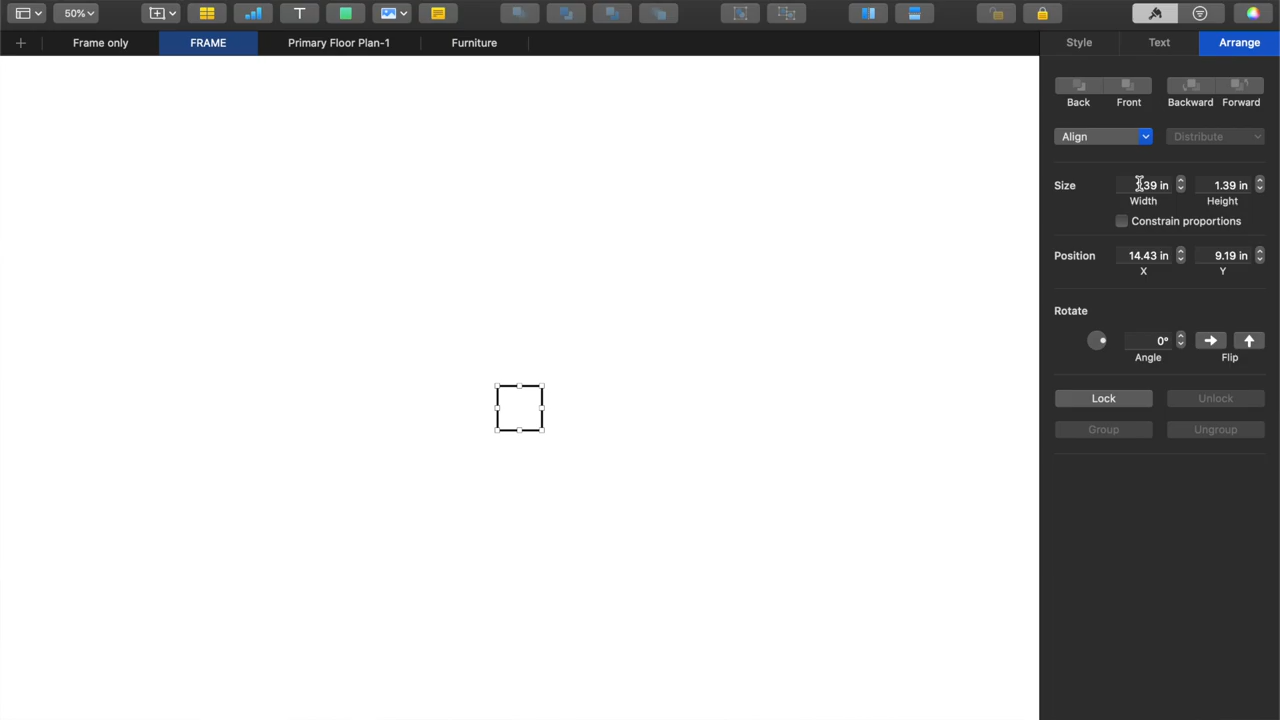 50%
T
Frame only FRAME Primary Floor Plan-1 Furniture Style Text Arrange
Back Front Backward Forward
Align Distribute
Size 39 in 1.39 in
Width Height
Constrain proportions
Position 14.43 in 9.19 in
X Y
Rotate
0°
Angle Flip
Lock Unlock
Group Ungroup